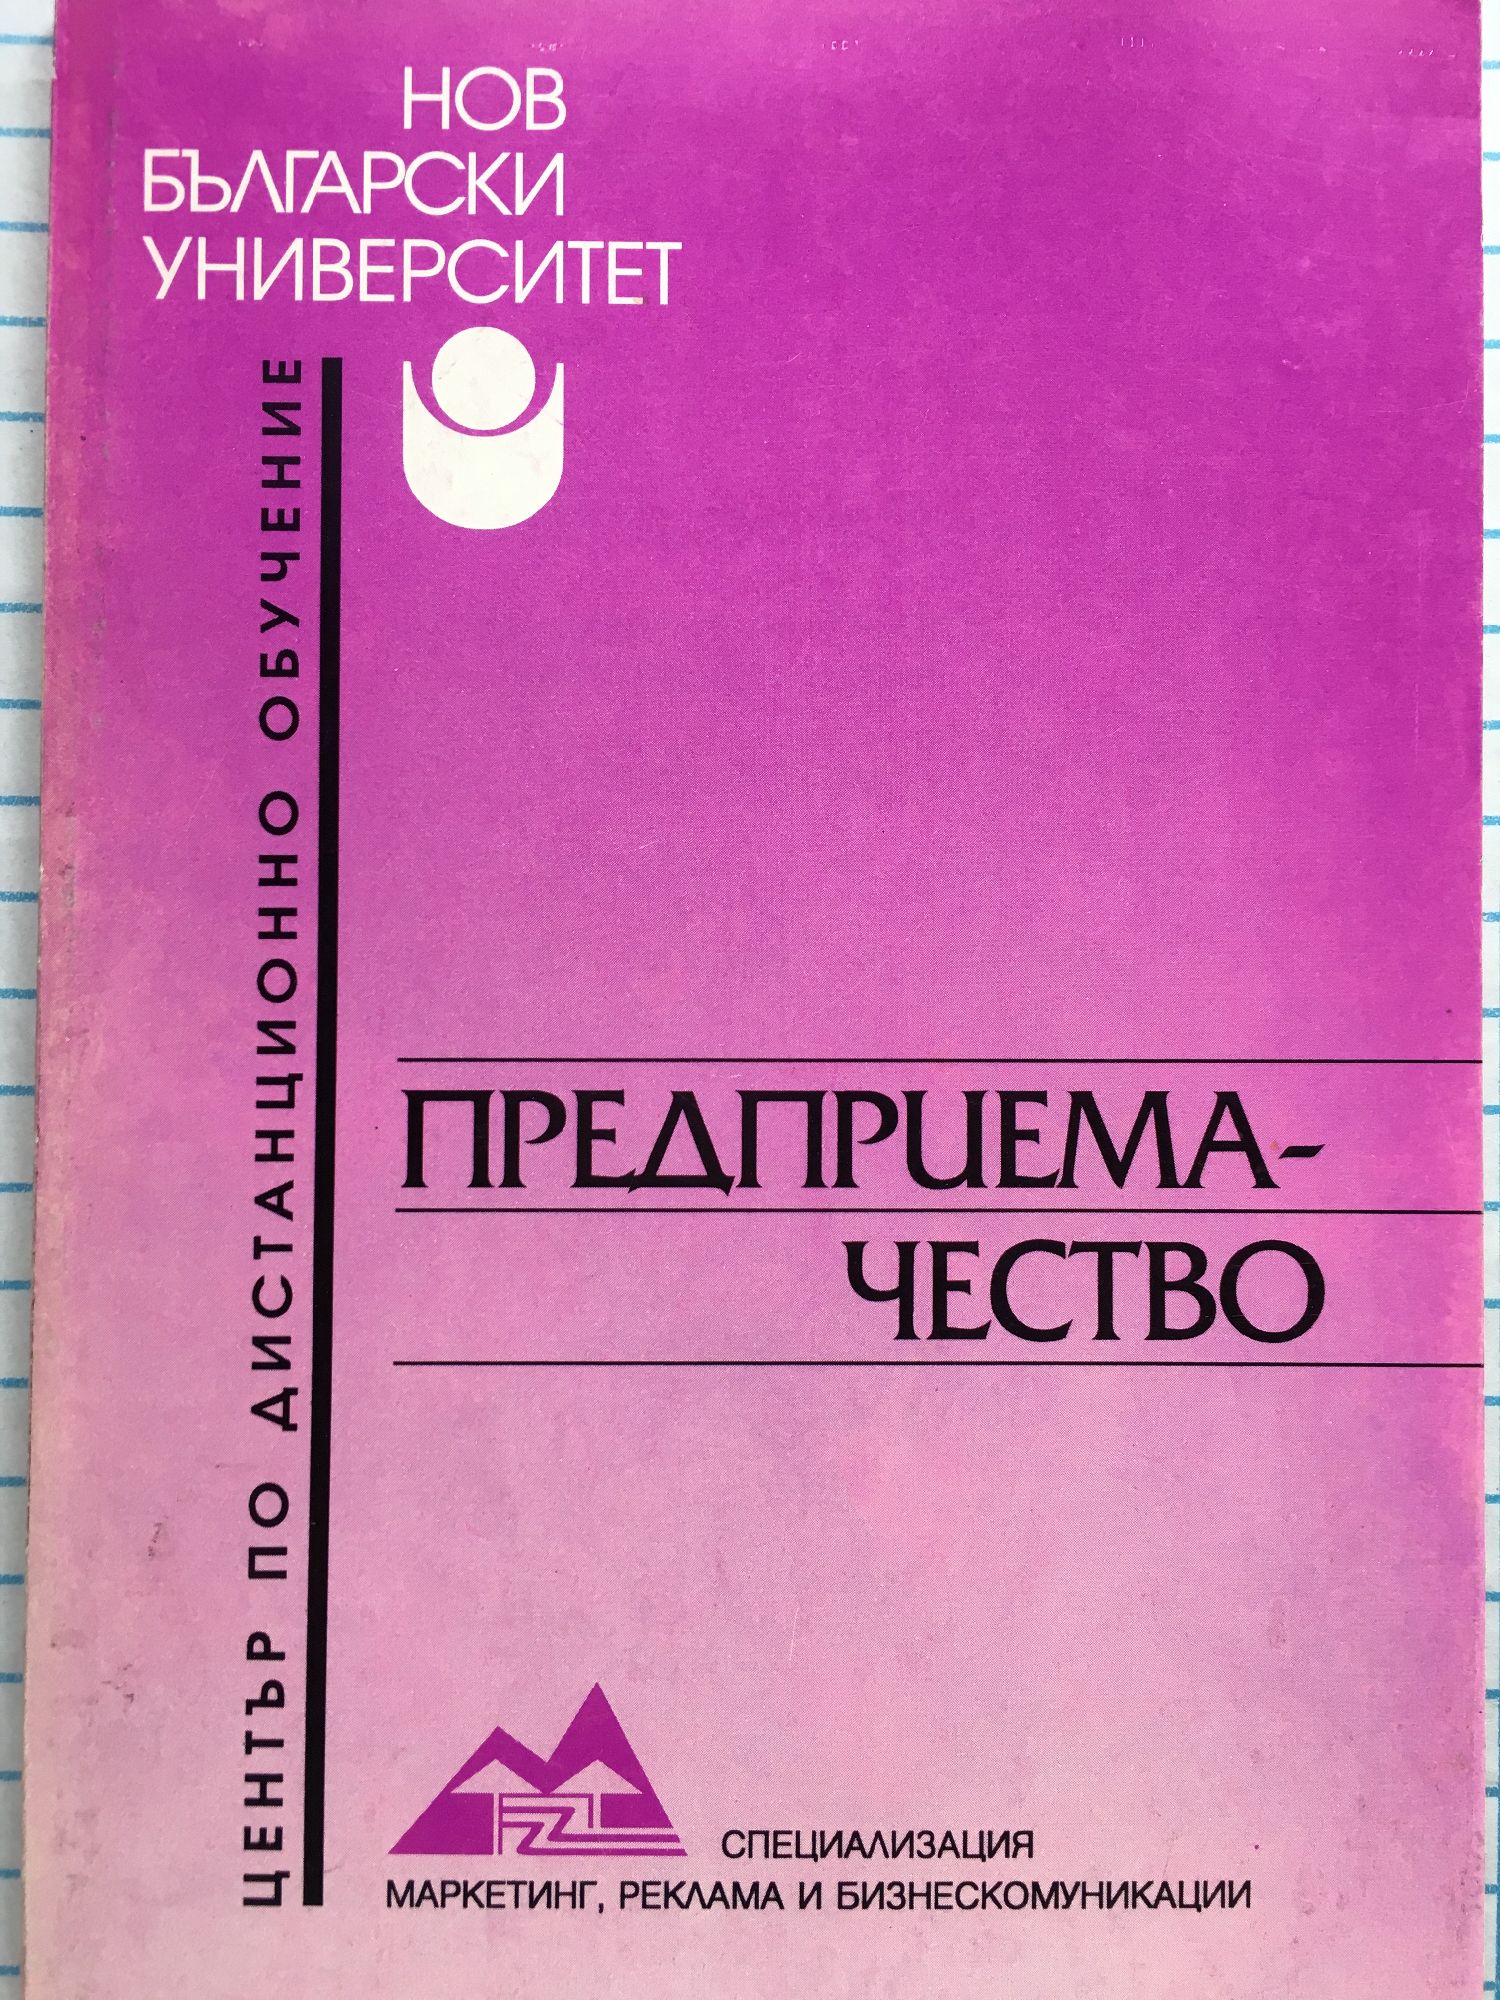 НОВ
БЪЛГАРСКИ
УНИВЕРСИТЕТ
ЦЕНТЪР ПО ДИСТАНЦИОННО ОБУЧЕНИЕ
ПРЕДПРИЕМА-
ЧЕСТВО
СПЕЦИАЛИЗАЦИЯ
МАРКЕТИНГ, РЕКЛАМА И БИЗНЕСКОМУНИКАЦИИ